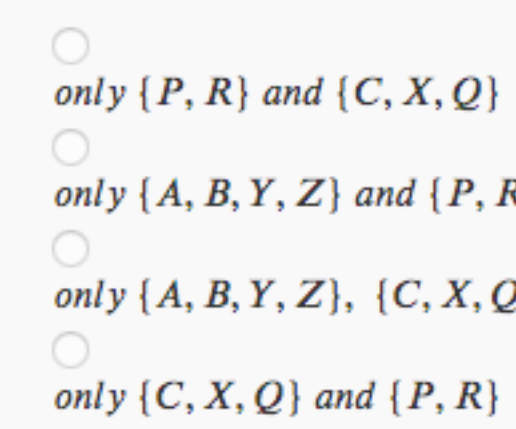 only {P, R} and {C, X, Q}
only {A, B, Y, Z} and {P, R
only {A, B, Y, Z}, {C, X, Q
only {C, X, Q} and {P, R}